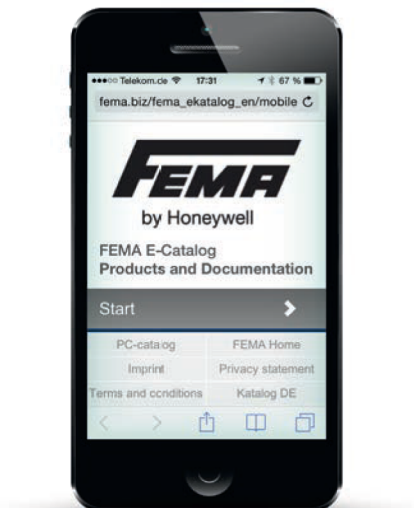 Telekom.de 17:31 67 %
fema.biz/fema_ekatalog_en/mobile
FEMA
by Honeywell
FEMA E-Catalog
Products and Documentation
Start
PC-catalog FEMA Home
Imprint Privacy statement
Terms and conditions Katalog DE